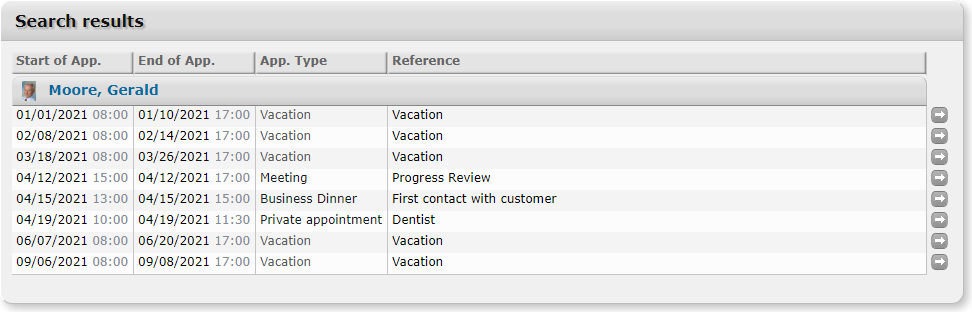 Search results
Start of App. End of App. App. Type Reference
Moore, Gerald
01/01/2021 08:00 01/10/2021 17:00 Vacation Vacation
02/08/2021 08:00 02/14/2021 17:00 Vacation Vacation
03/18/2021 08:00 03/26/2021 17:00 Vacation Vacation
04/12/2021 15:00 04/12/2021 17:00 Meeting Progress Review
04/15/2021 13:00 04/15/2021 15:00 Business Dinner First contact with customer
04/19/2021 10:00 04/19/2021 11:30 Private appointment Dentist
06/07/2021 08:00 06/20/2021 17:00 Vacation Vacation
09/06/2021 08:00 09/08/2021 17:00 Vacation Vacation